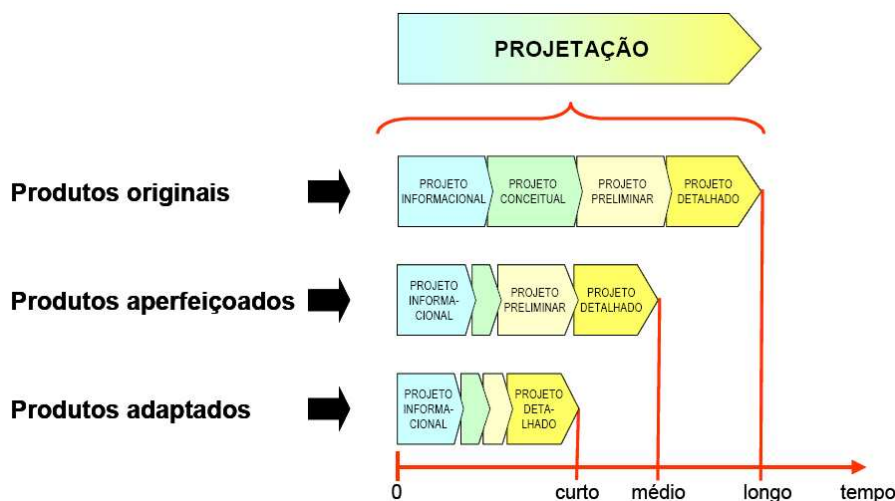 PROJETAÇÃO
Produtos originais
PROJETO
INFORMACIONAL
PROJETO
CONCEITUAL
PROJETO
PRELIMINAR
PROJETO
DETALHADO
Produtos aperfeiçoados
PROJETO
INFORMA-
CIONAL
PROJETO
PRELIMINAR
PROJETO
DETALHADO
Produtos adaptados
PROJETO
INFORMA-
CIONAL
PROJETO
DETA-
LHADO
0
curto
médio
longo
tempo